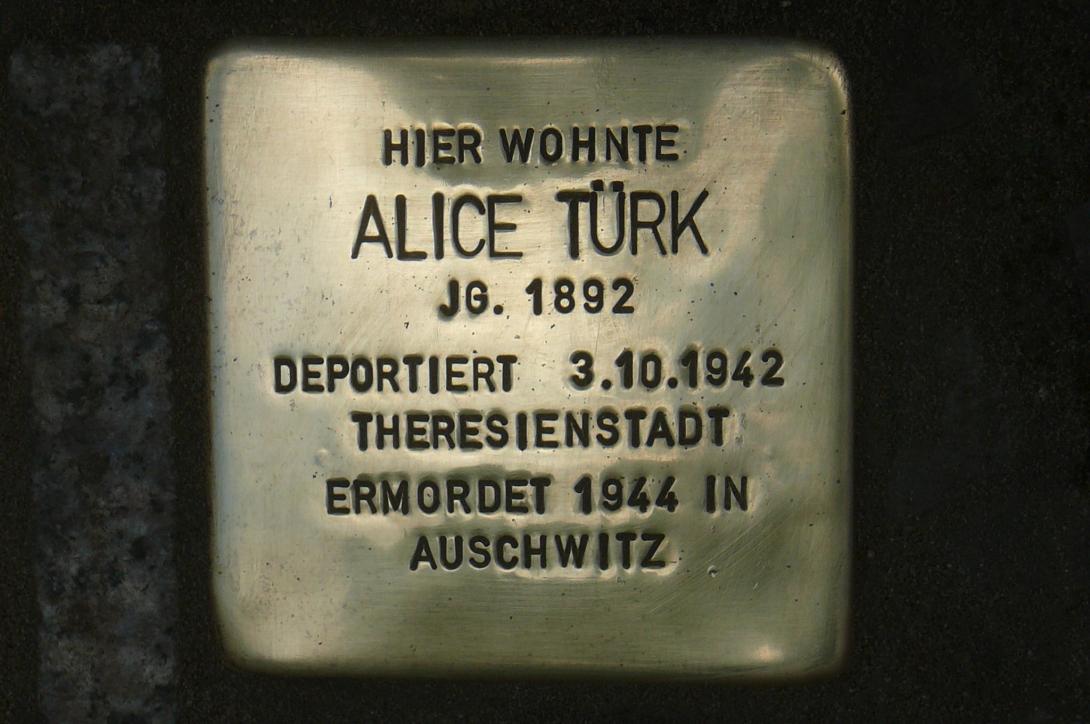 HIER WOHNTE
ALICE TÜRK
JG. 1892
DEPORTIERT 3.10.1942
THERESIENSTADT
ERMORDET 1944 IN
AUSCHWITZ